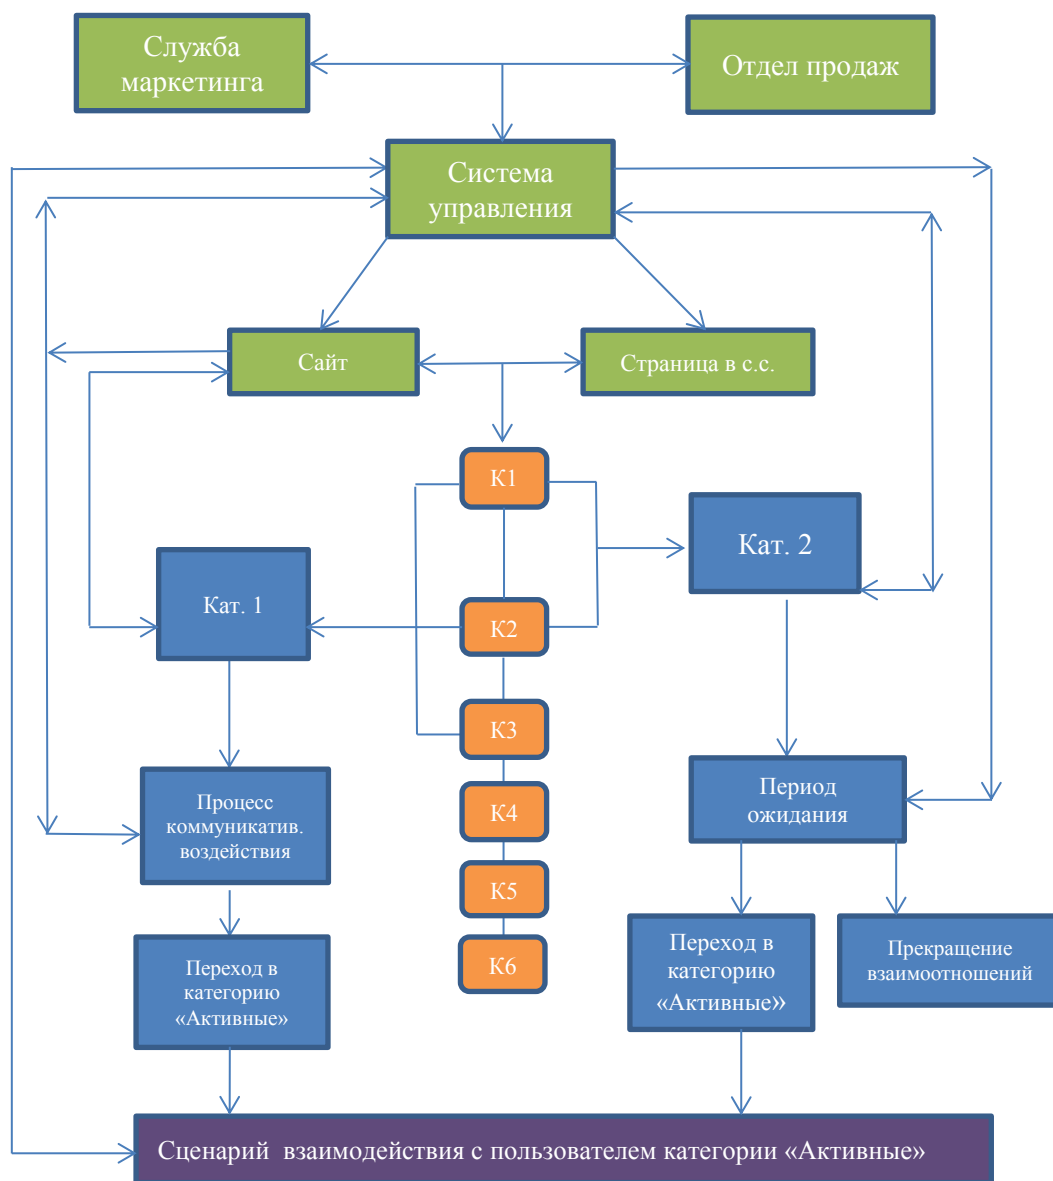 Служба
маркетинга
Отдел продаж
Система
управления
Сайт
Страница в с.с.
К1
Кат. 2
Кат. 1
К2
К3
Процесс
коммуникатив.
воздействия
К4
Период
ожидания
К5
К6
Переход в
категорию
«Активные»
Переход в
категорию
«Активные»
Прекращение
взаимоотношений
Сценарий взаимодействия с пользователем категории «Активные»